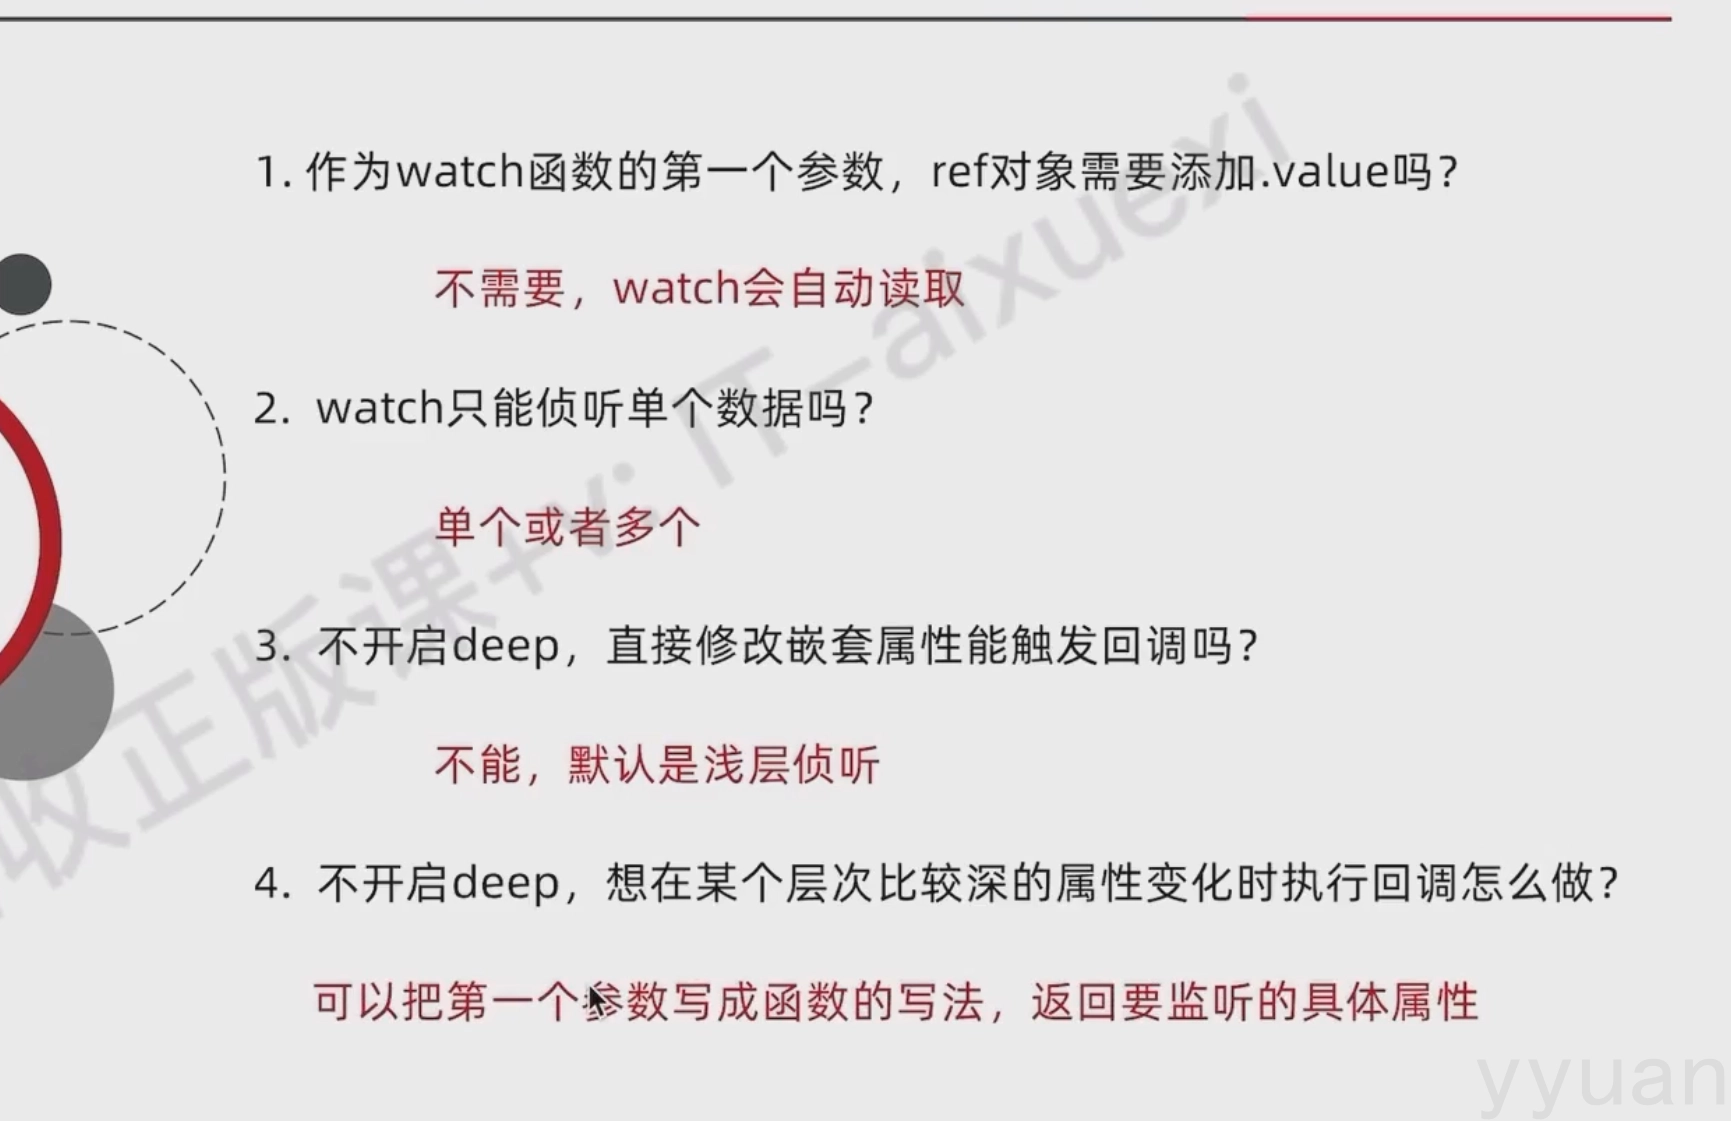 1. 作为watch函数的第一个参数，ref对象需要添加.value吗？
不需要，watch会自动读取
2. watch只能侦听单个数据吗？
单个或者多个
3. 不开启deep，直接修改嵌套属性能触发回调吗？
不能，默认是浅层侦听
4. 不开启deep，想在某个层次比较深的属性变化时执行回调怎么做？
可以把第一个参数写成函数的写法，返回要监听的具体属性
收正版课+v: IT-aixuexi
yyuan